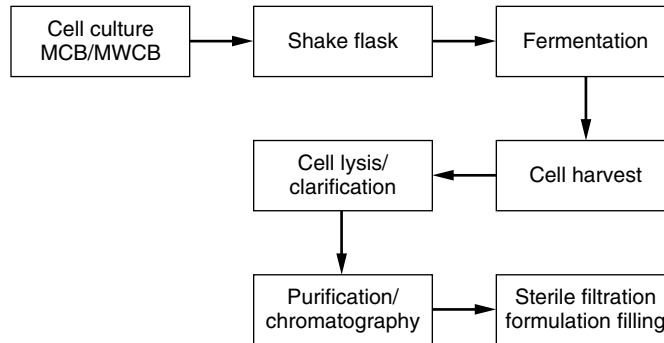 Cell culture
MCB/MWCB
Shake flask
Fermentation
Cell lysis/
clarification
Cell harvest
Purification/
chromatography
Sterile filtration
formulation filling